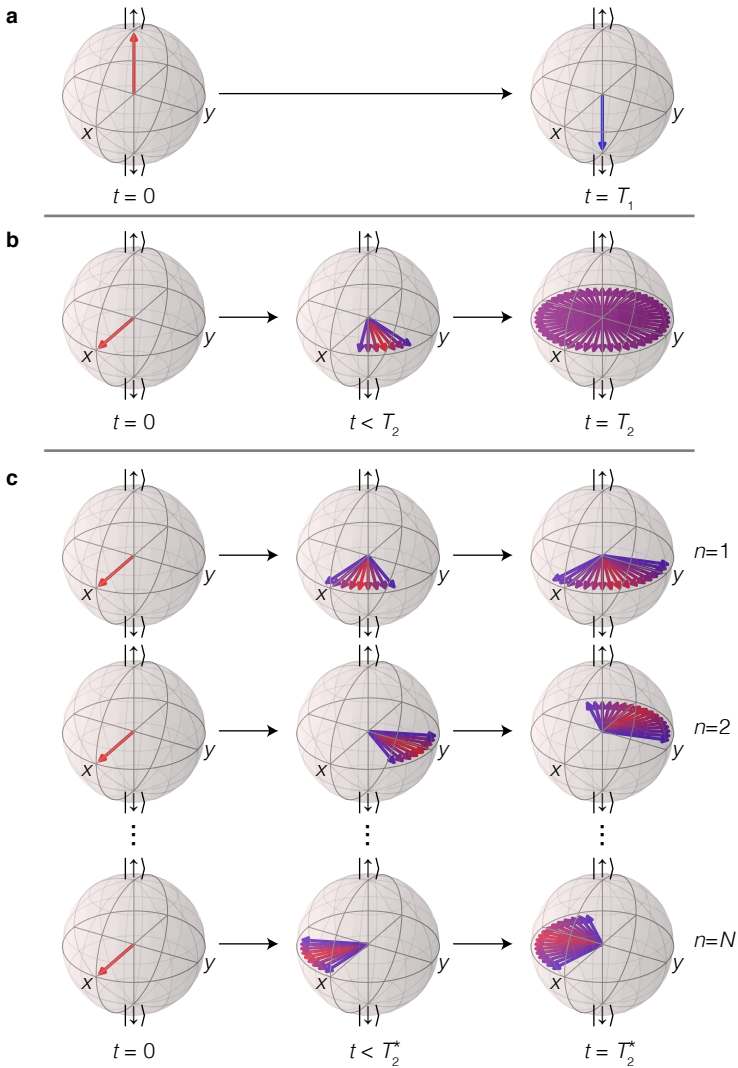 a
|↑⟩ |↑⟩
x y x y
|↓⟩ |↓⟩
t = 0 t = T₁
b
|↑⟩ |↑⟩ |↑⟩
x y x y x y
|↓⟩ |↓⟩ |↓⟩
t = 0 t < T₂ t = T₂
c
|↑⟩ |↑⟩ |↑⟩
n=1
x y x y x y
|↓⟩ |↓⟩ |↓⟩
|↑⟩ |↑⟩ |↑⟩
n=2
x y x y x y
|↓⟩ |↓⟩ |↓⟩
⋮ ⋮ ⋮
|↑⟩ |↑⟩ |↑⟩
n=N
x y x y x y
|↓⟩ |↓⟩ |↓⟩
t = 0 t < T₂* t = T₂*